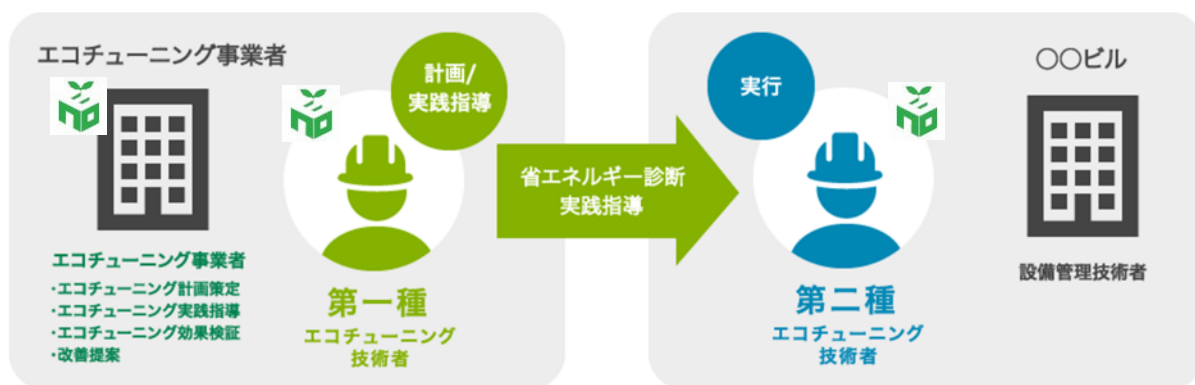 エコチューニング事業者
計画/
実践指導
エコチューニング事業者
・エコチューニング計画策定
・エコチューニング実践指導
・エコチューニング効果検証
・改善提案
第一種
エコチューニング
技術者
省エネルギー診断
実践指導
実行
第二種
エコチューニング
技術者
〇〇ビル
設備管理技術者